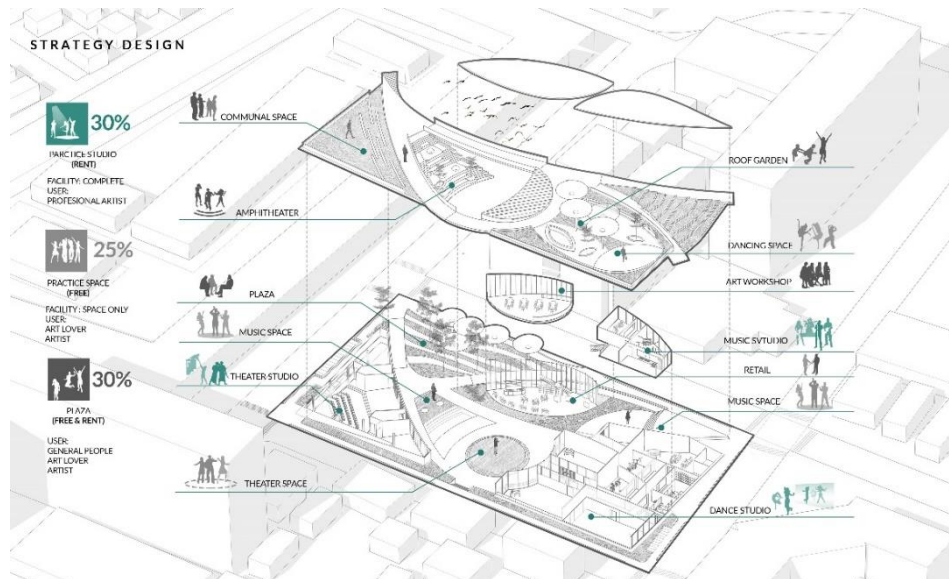 STRATEGY DESIGN
30%
PARCTICE STUDIO
(RENT)
FACILITY: COMPLETE
USER:
PROFESIONAL ARTIST
25%
PRACTICE SPACE
(FREE)
FACILITY : SPACE ONLY
USER:
ART LOVER
ARTIST
30%
PLAZA
(FREE & RENT)
USER:
GENERAL PEOPLE
ART LOVER
ARTIST
COMMUNAL SPACE
AMPHITHEATER
PLAZA
MUSIC SPACE
THEATER STUDIO
THEATER SPACE
ROOF GARDEN
DANCING SPACE
ART WORKSHOP
MUSIC SVTUDIO
RETAIL
MUSIC SPACE
DANCE STUDIO